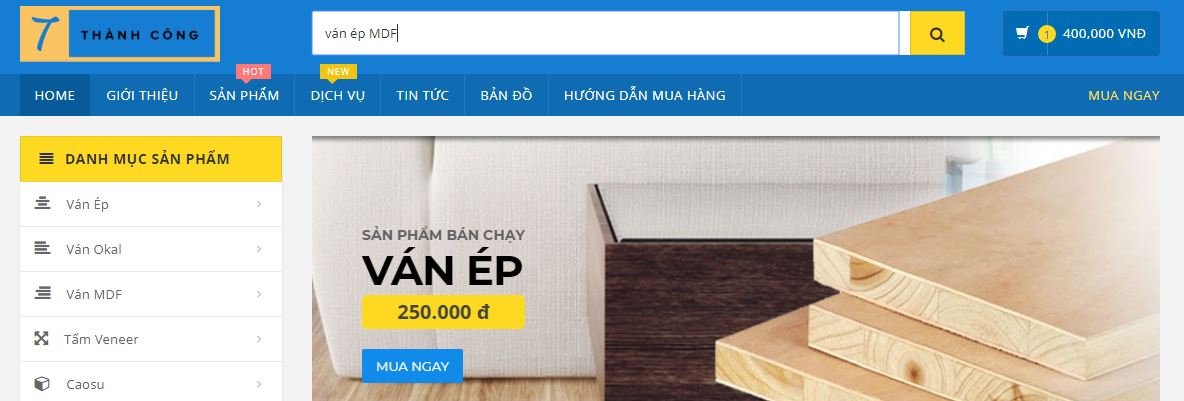 T THÀNH CÔNG
ván ép MDF
1 400,000 VNĐ
HOT
NEW
HOME GIỚI THIỆU SẢN PHẨM DỊCH VỤ TIN TỨC BẢN ĐỒ HƯỚNG DẪN MUA HÀNG MUA NGAY
DANH MỤC SẢN PHẨM
Ván Ép
Ván Okal
Ván MDF
Tấm Veneer
Caosu
SẢN PHẨM BÁN CHẠY
VÁN ÉP
250.000 đ
MUA NGAY